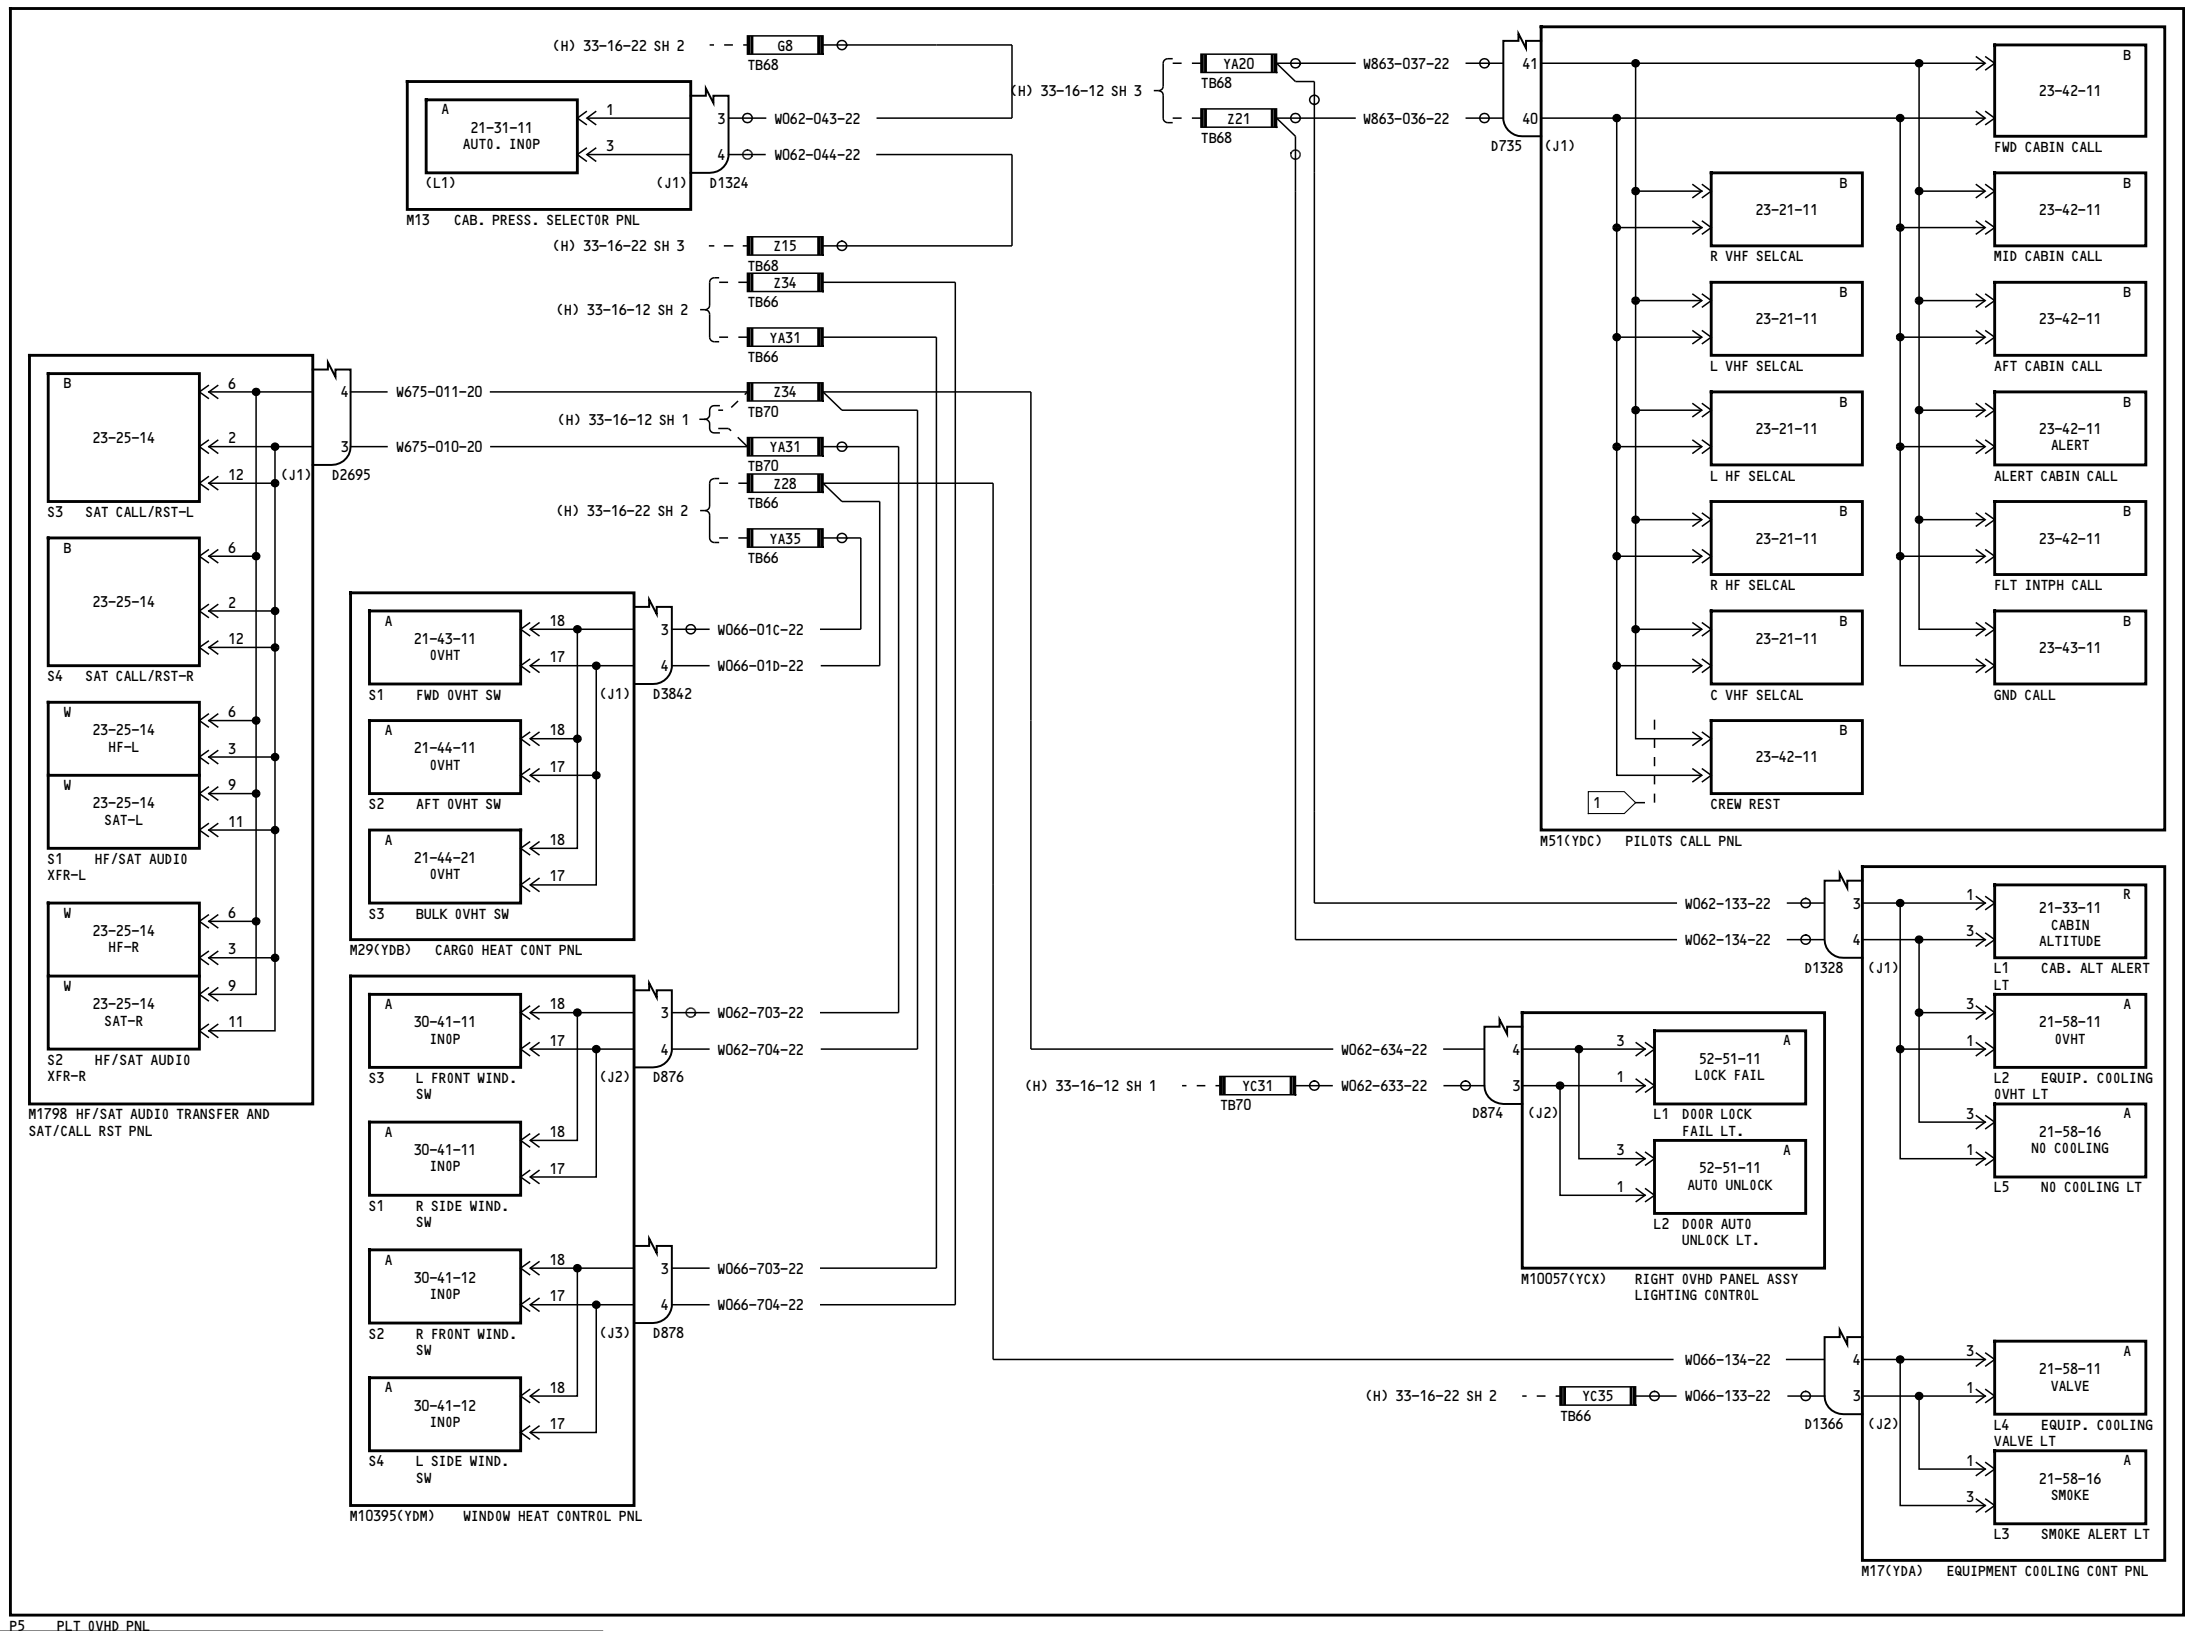 (H) 33-16-22 SH 2
G8
TB68
A
21-31-11
AUTO. INOP
1
3
(L1)
(J1)
3
4
D1324
W062-043-22
W062-044-22
M13 CAB. PRESS. SELECTOR PNL
(H) 33-16-22 SH 3
Z15
TB68
(H) 33-16-12 SH 2
Z34
TB66
YA31
TB66
(H) 33-16-12 SH 1
Z34
TB70
YA31
TB70
(H) 33-16-22 SH 2
Z28
TB66
YA35
TB66
B
23-25-14
6
2
12
S3 SAT CALL/RST-L
4
3
(J1)
D2695
W675-011-20
W675-010-20
B
23-25-14
6
2
12
S4 SAT CALL/RST-R
W
23-25-14
HF-L
6
3
W
23-25-14
SAT-L
9
11
S1 HF/SAT AUDIO
XFR-L
W
23-25-14
HF-R
6
3
W
23-25-14
SAT-R
9
11
S2 HF/SAT AUDIO
XFR-R
M1798 HF/SAT AUDIO TRANSFER AND
SAT/CALL RST PNL
A
21-43-11
OVHT
18
17
S1 FWD OVHT SW
3
4
(J1)
D3842
W066-01C-22
W066-01D-22
A
21-44-11
OVHT
18
17
S2 AFT OVHT SW
A
21-44-21
OVHT
18
17
S3 BULK OVHT SW
M29(YDB) CARGO HEAT CONT PNL
A
30-41-11
INOP
18
17
S3 L FRONT WIND.
SW
3
4
(J2)
D876
W062-703-22
W062-704-22
A
30-41-11
INOP
18
17
S1 R SIDE WIND.
SW
A
30-41-12
INOP
18
17
S2 R FRONT WIND.
SW
3
4
(J3)
D878
W066-703-22
W066-704-22
A
30-41-12
INOP
18
17
S4 L SIDE WIND.
SW
M10395(YDM) WINDOW HEAT CONTROL PNL
(H) 33-16-12 SH 3
YA20
TB68
Z21
TB68
W863-037-22
W863-036-22
41
40
D735
(J1)
B
23-42-11
FWD CABIN CALL
B
23-21-11
R VHF SELCAL
B
23-42-11
MID CABIN CALL
B
23-21-11
L VHF SELCAL
B
23-42-11
AFT CABIN CALL
B
23-21-11
L HF SELCAL
B
23-42-11
ALERT
ALERT CABIN CALL
B
23-21-11
R HF SELCAL
B
23-42-11
FLT INTPH CALL
B
23-21-11
C VHF SELCAL
B
23-43-11
GND CALL
B
23-42-11
CREW REST
1
M51(YDC) PILOTS CALL PNL
W062-133-22
W062-134-22
3
4
D1328
(J1)
1
3
R
21-33-11
CABIN
ALTITUDE
L1 CAB. ALT ALERT
LT
3
1
A
21-58-11
OVHT
L2 EQUIP. COOLING
OVHT LT
3
1
A
21-58-16
NO COOLING
L5 NO COOLING LT
W062-634-22
(H) 33-16-12 SH 1
YC31
TB70
W062-633-22
4
3
D874
(J2)
3
1
A
52-51-11
LOCK FAIL
L1 DOOR LOCK
FAIL LT.
3
1
A
52-51-11
AUTO UNLOCK
L2 DOOR AUTO
UNLOCK LT.
M10057(YCX) RIGHT OVHD PANEL ASSY
LIGHTING CONTROL
W066-134-22
(H) 33-16-22 SH 2
YC35
TB66
W066-133-22
4
3
D1366
(J2)
3
1
A
21-58-11
VALVE
L4 EQUIP. COOLING
VALVE LT
1
3
A
21-58-16
SMOKE
L3 SMOKE ALERT LT
M17(YDA) EQUIPMENT COOLING CONT PNL
P5 PLT OVHD PNL